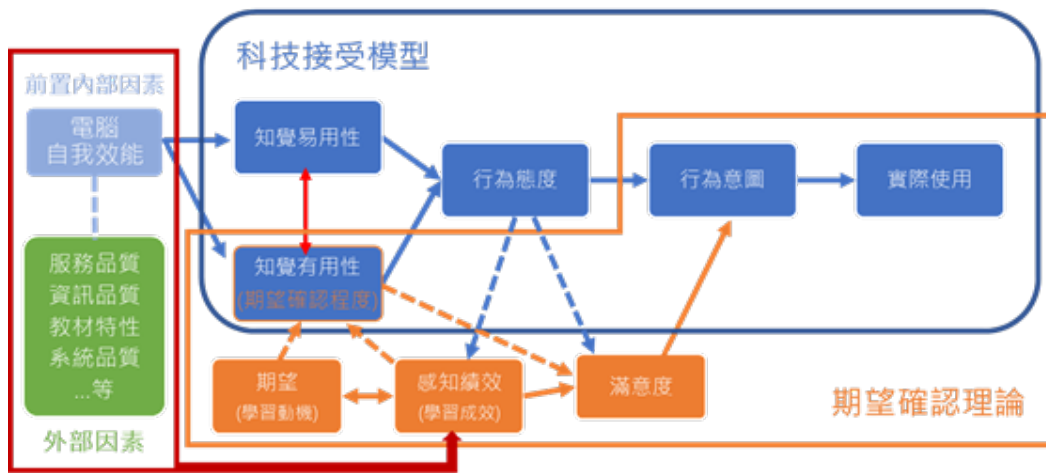 科技接受模型
前置內部因素
電腦
自我效能
知覺易用性
行為態度
行為意圖
實際使用
服務品質
資訊品質
教材特性
系統品質
...等
外部因素
知覺有用性
(期望確認程度)
期望
(學習動機)
感知績效
(學習成效)
滿意度
期望確認理論